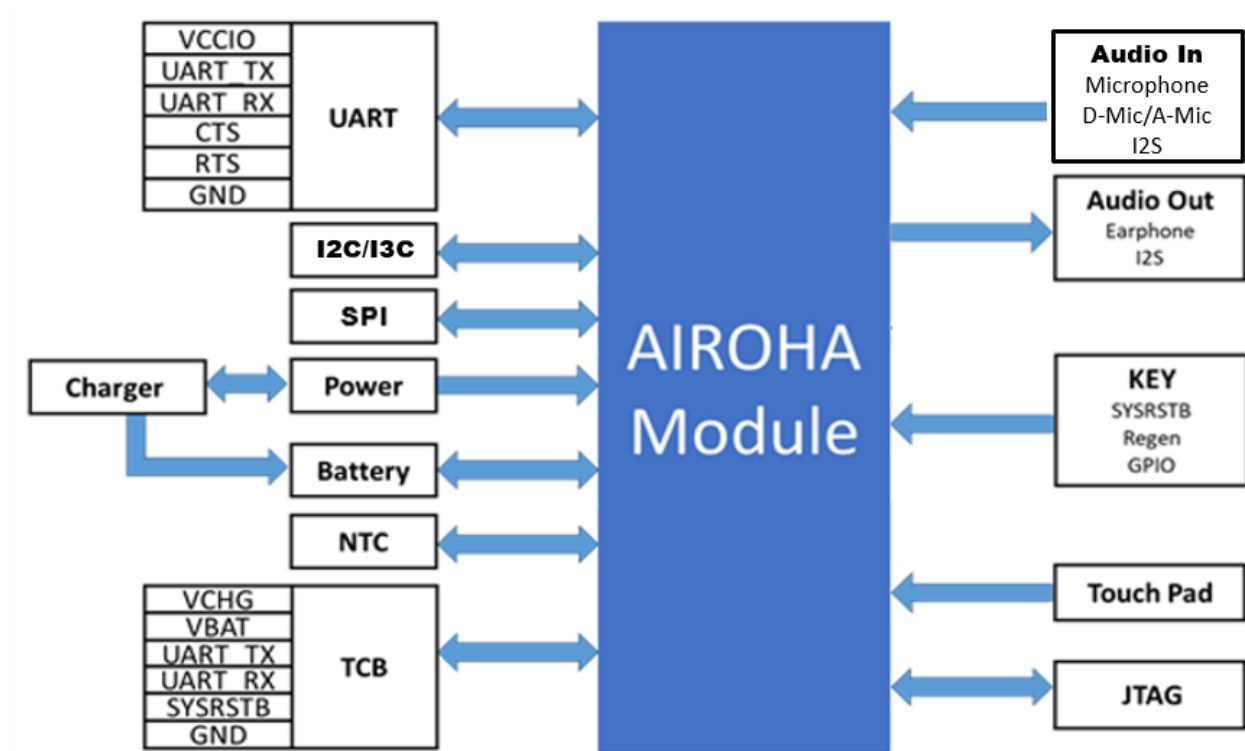 VCCIO
UART_TX
UART_RX
CTS
RTS
GND
UART
I2C/I3C
SPI
Charger
Power
Battery
NTC
VCHG
VBAT
UART_TX
UART_RX
SYSRSTB
GND
TCB
AIROHA
Module
Audio In
Microphone
D-Mic/A-Mic
I2S
Audio Out
Earphone
I2S
KEY
SYSRSTB
Regen
GPIO
Touch Pad
JTAG